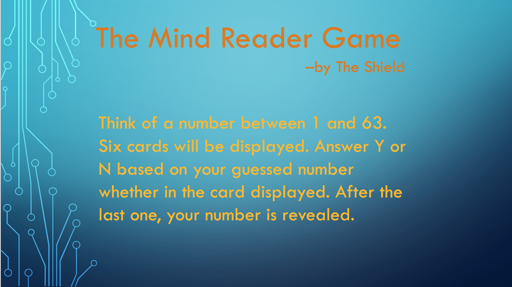 The Mind Reader Game
–by The Shield
Think of a number between 1 and 63.
Six cards will be displayed. Answer Y or
N based on your guessed number
whether in the card displayed. After the
last one, your number is revealed.